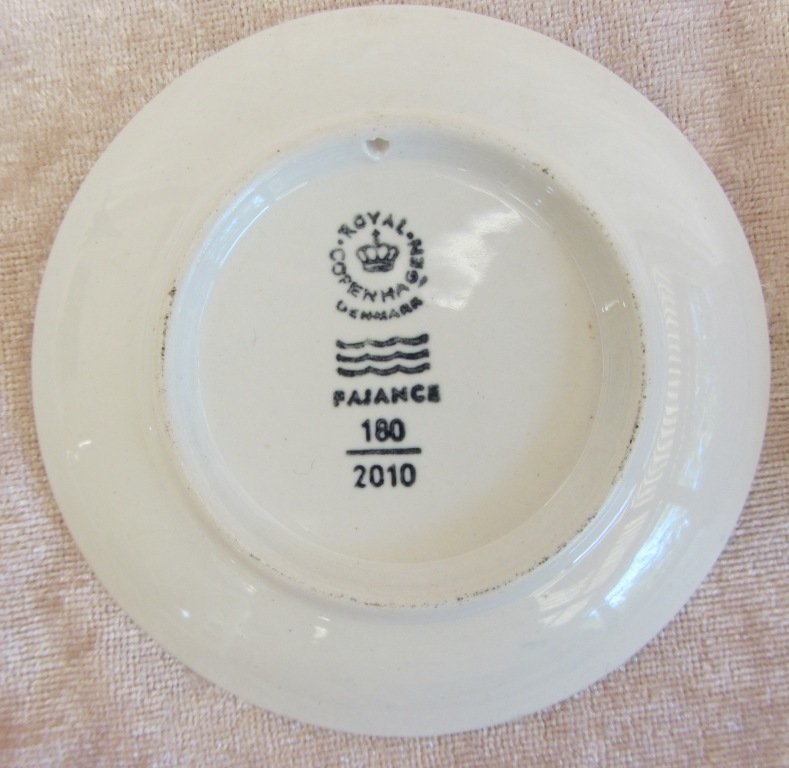 ROYAL
COPENHAGEN
DENMARK
FAJANCE
180
2010